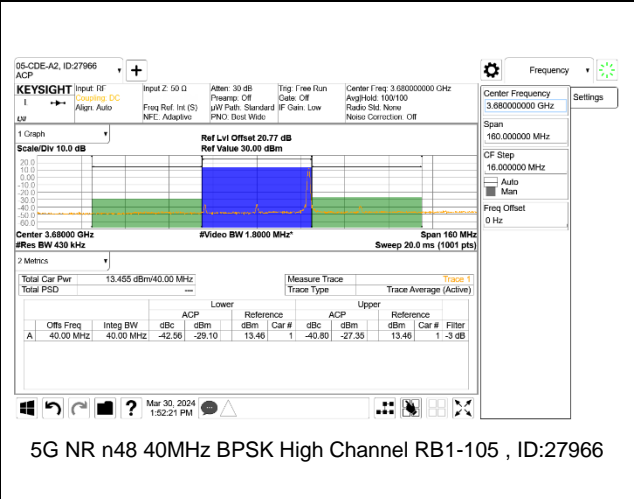 05-CDE-A2, ID:27966
ACP
Frequency
KEYSIGHT Input: RF Input Z: 50 Ω Atten: 30 dB Trig: Free Run Center Freq: 3.680000000 GHz
Coupling: DC Preamp: Off Gate: Off Avg|Hold: 100/100
Align: Auto Freq Ref: Int (S) µW Path: Standard IF Gain: Low Radio Std: None
NFE: Adaptive PNO: Best Wide Noise Correction: Off
Center Frequency
3.680000000 GHz
Settings
Span
160.000000 MHz
CF Step
16.000000 MHz
Auto
Man
Freq Offset
0 Hz
1 Graph
Scale/Div 10.0 dB
Ref Lvl Offset 20.77 dB
Ref Value 30.00 dBm
20.0
10.0
0.00
-10.0
-20.0
-30.0
-40.0
-50.0
-60.0
Center 3.68000 GHz #Video BW 1.8000 MHz* Span 160 MHz
#Res BW 430 kHz Sweep 20.0 ms (1001 pts)
2 Metrics
Total Car Pwr 13.455 dBm/40.00 MHz Measure Trace Trace 1
Total PSD --- Trace Type Trace Average (Active)
Lower Upper
ACP Reference ACP Reference
Offs Freq Integ BW dBc dBm dBm Car # dBc dBm dBm Car # Filter
A 40.00 MHz 40.00 MHz -42.56 -29.10 13.46 1 -40.80 -27.35 13.46 1 -3 dB
Mar 30, 2024
1:52:21 PM
5G NR n48 40MHz BPSK High Channel RB1-105 , ID:27966